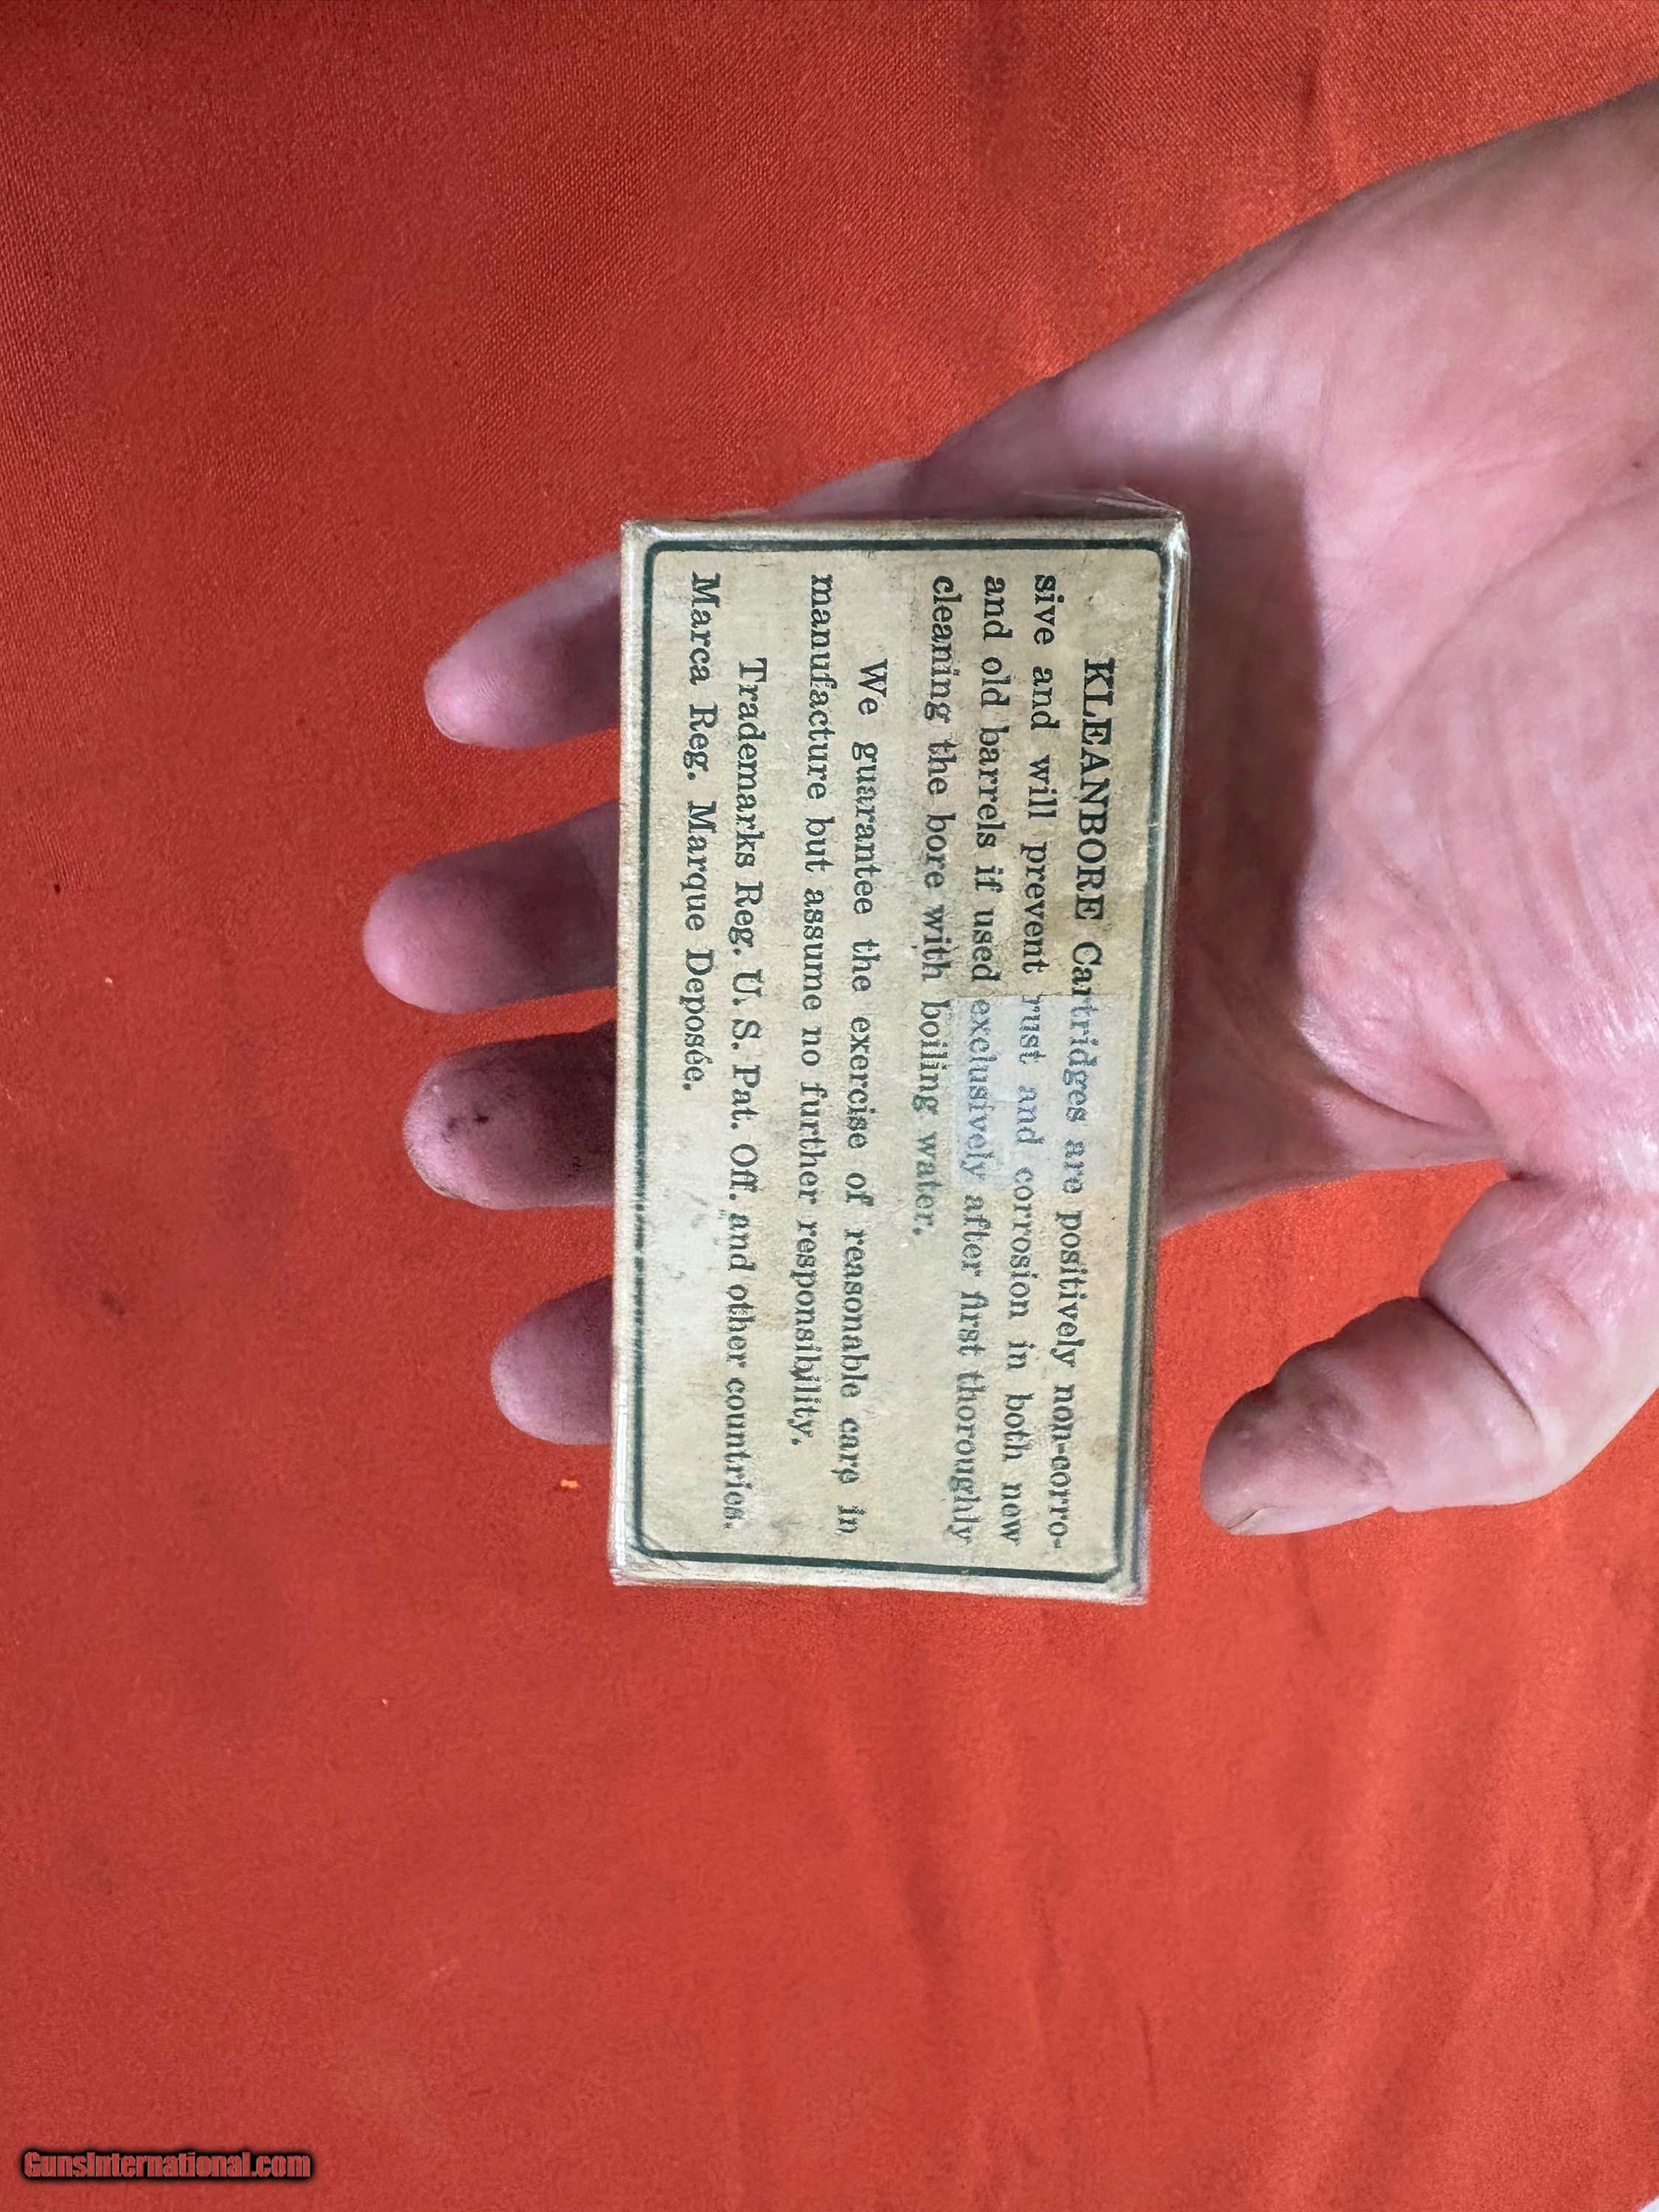 KLEANBORE Cartridges are positively non-corro-
sive and will prevent rust and corrosion in both new
and old barrels if used exclusively after first thoroughly
cleaning the bore with boiling water.
We guarantee the exercise of reasonable care in
manufacture but assume no further responsibility.
Trademarks Reg. U. S. Pat. Off. and other countries.
Marca Reg. Marque Deposée.
GunsInternational.com